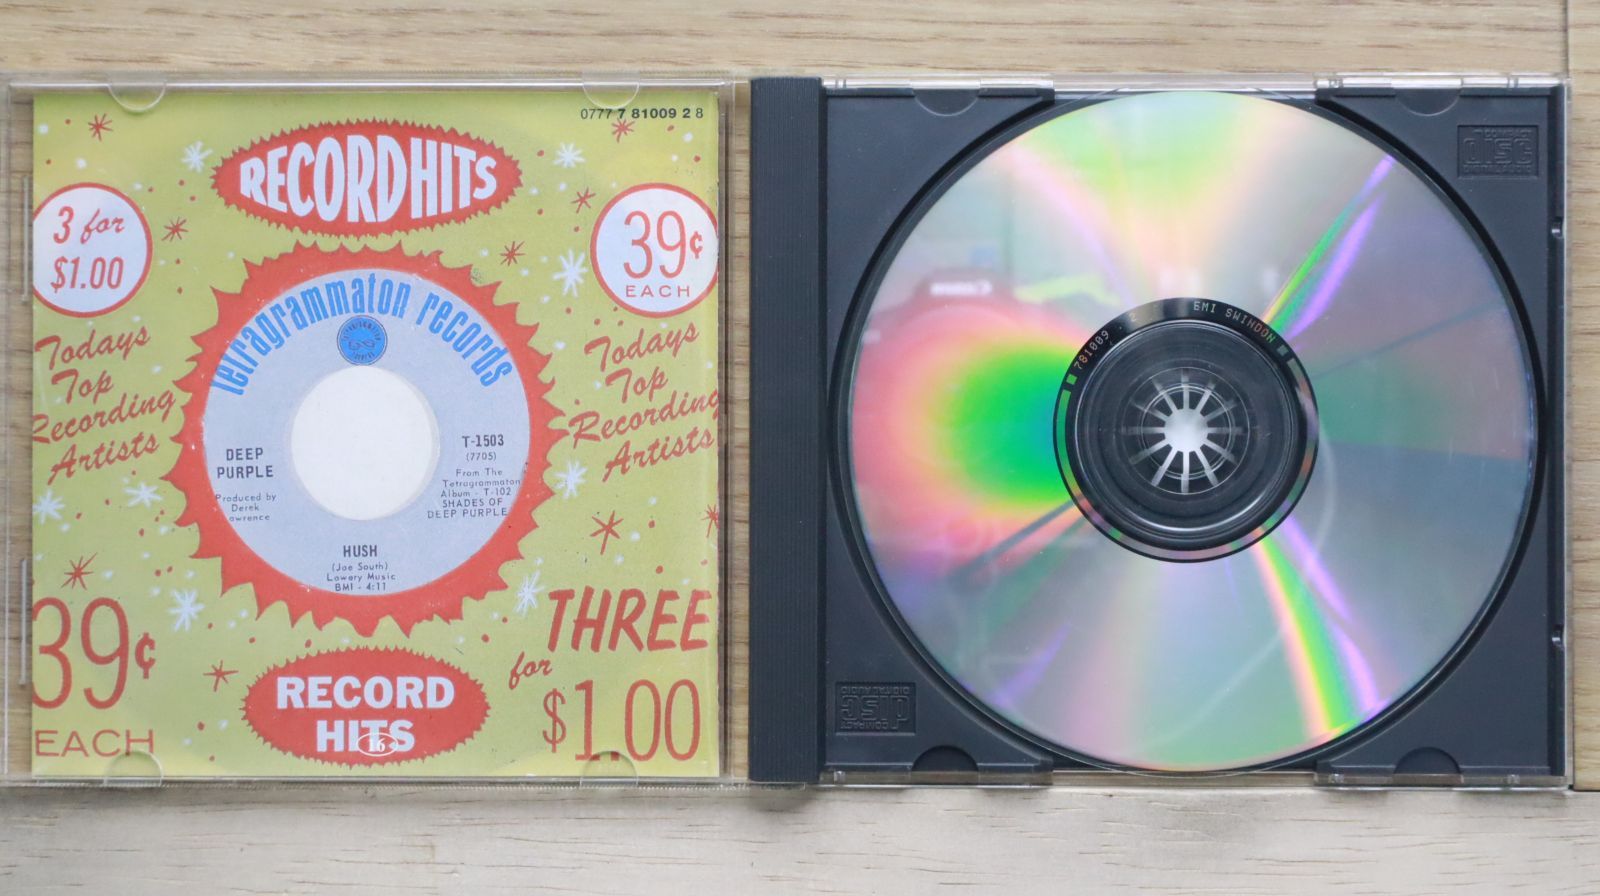 0777 7 81009 2 8
RECORD HITS
3 for
$1.00
39¢
EACH
Todays
Top
Recording
Artists
Todays
Top
Recording
Artists
tetragrammaton records
DEEP
PURPLE
Produced by
Derek
awrence
T-1503
(7705)
From The
Tetragrammaton
Album - T-102
SHADES OF
DEEP PURPLE
HUSH
(Joe South)
Lowery Music
BMI - 4:11
39¢
EACH
RECORD
HITS
16
THREE
for
$1.00
781009
EMI SWINDON
COMPACT
disc
DIGITAL AUDIO
COMPACT
disc
DIGITAL AUDIO
Canon